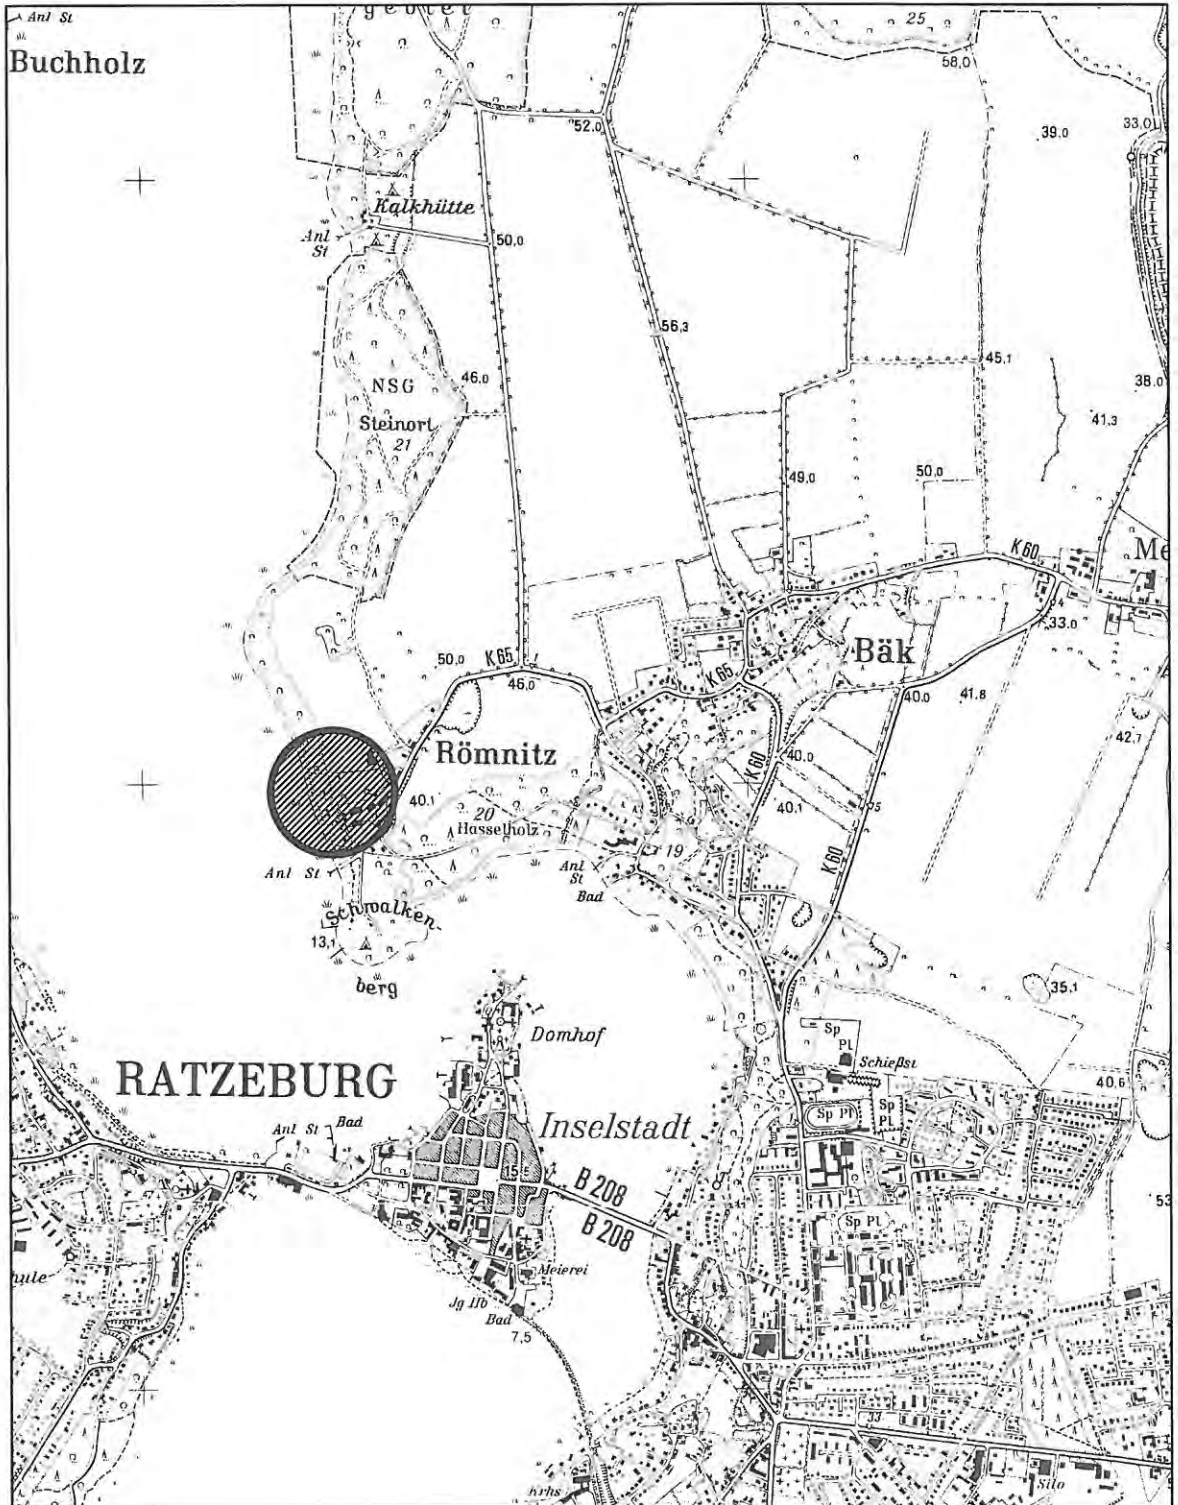 Anl St
Buchholz
25
58,0
52,0
39,0
33,0
Kalkhütte
Anl
St
50,0
56,3
45,1
46,0
38,0
NSG
Steinort
21
41,3
49,0
50,0
K 60
Me
33,0
Bäk
50,0
K 65
46,0
K 65
40,0
41,8
42,7
Römnitz
K 60
40,0
40,1
20
Hasselholz
40,1
75
19
K 60
Anl St
Anl
St
Bad
Schwalken-
13,1
berg
35,1
Domhof
Sp
Pl
Schießst
RATZEBURG
40,6
Sp Pl
Sp
Pl
Anl St
Bad
Inselstadt
B 208
B 208
53
Sp Pl
Meierei
Jg Hb
Bad
7,5
33
Krhs
Silo